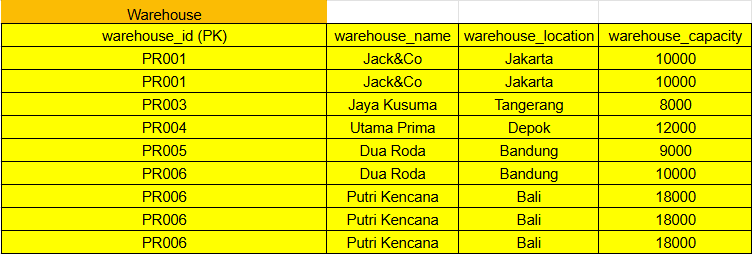 Warehouse
warehouse_id (PK) warehouse_name warehouse_location warehouse_capacity
PR001 Jack&Co Jakarta 10000
PR001 Jack&Co Jakarta 10000
PR003 Jaya Kusuma Tangerang 8000
PR004 Utama Prima Depok 12000
PR005 Dua Roda Bandung 9000
PR006 Dua Roda Bandung 10000
PR006 Putri Kencana Bali 18000
PR006 Putri Kencana Bali 18000
PR006 Putri Kencana Bali 18000